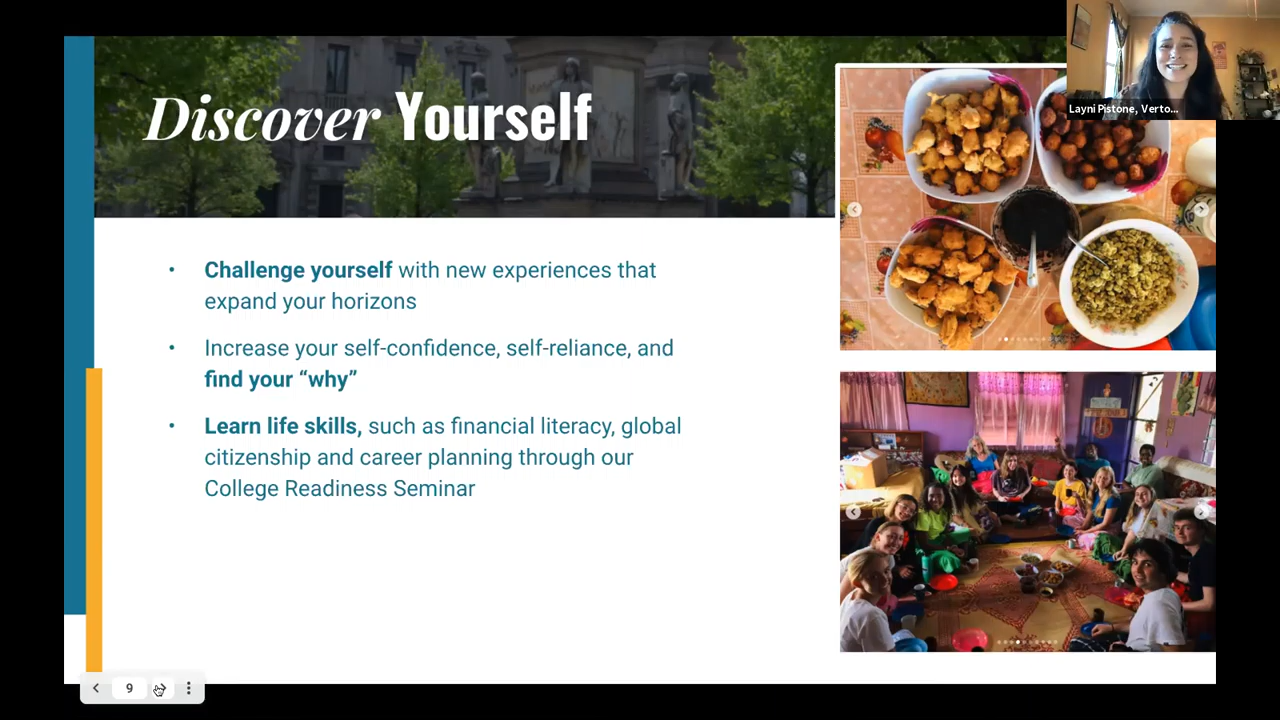 Discover Yourself
Layni Pistone, Verto...
• Challenge yourself with new experiences that
expand your horizons
• Increase your self-confidence, self-reliance, and
find your “why”
• Learn life skills, such as financial literacy, global
citizenship and career planning through our
College Readiness Seminar
9